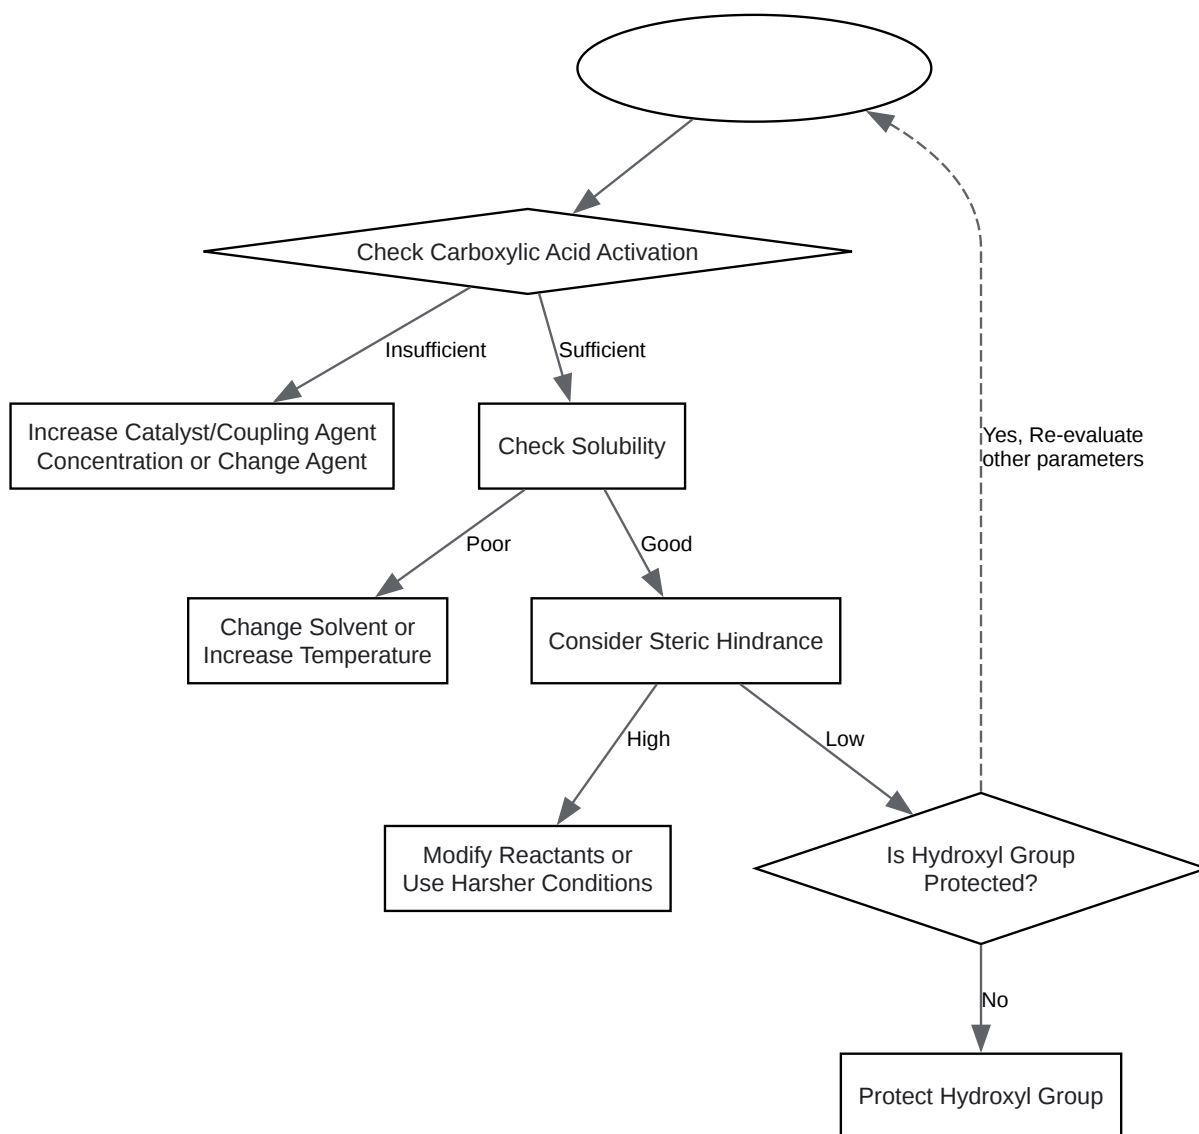 Check Carboxylic Acid Activation
Insufficient
Sufficient
Increase Catalyst/Coupling Agent
Concentration or Change Agent
Check Solubility
Yes, Re-evaluate
other parameters
Poor
Good
Change Solvent or
Increase Temperature
Consider Steric Hindrance
High
Low
Modify Reactants or
Use Harsher Conditions
Is Hydroxyl Group
Protected?
No
Protect Hydroxyl Group